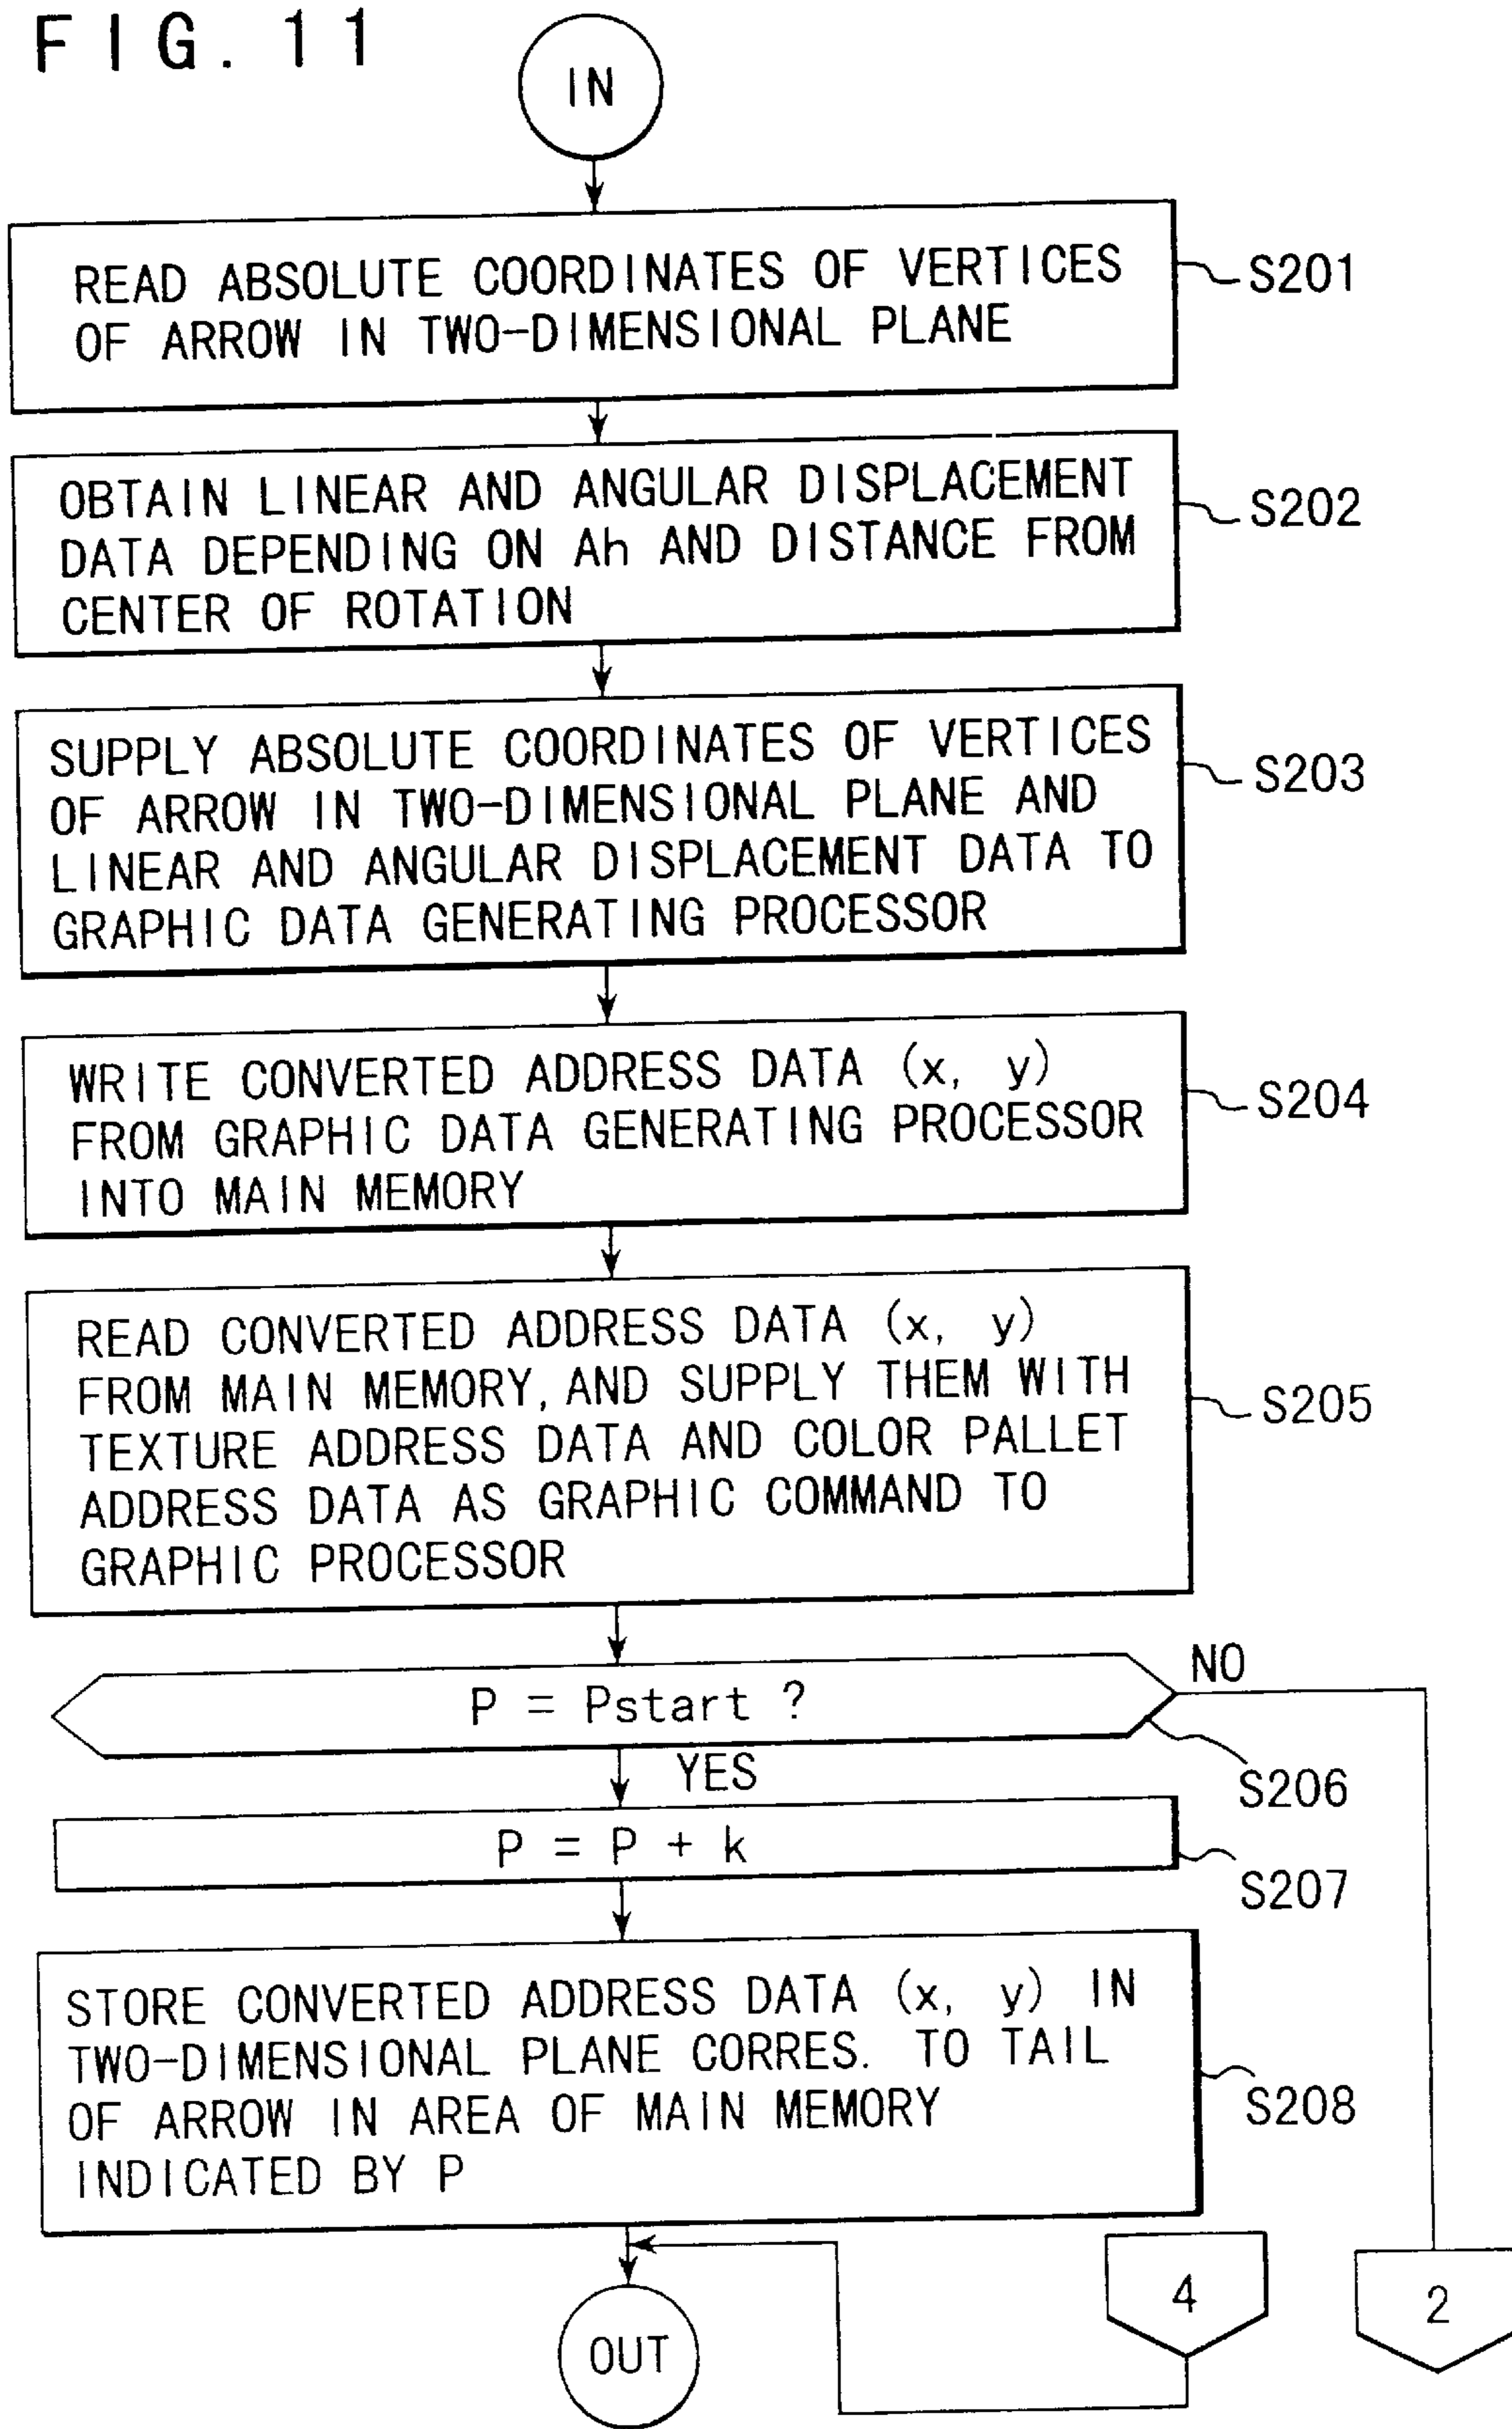 FIG. 11
IN
READ ABSOLUTE COORDINATES OF VERTICES
OF ARROW IN TWO-DIMENSIONAL PLANE
S201
OBTAIN LINEAR AND ANGULAR DISPLACEMENT
DATA DEPENDING ON Ah AND DISTANCE FROM
CENTER OF ROTATION
S202
SUPPLY ABSOLUTE COORDINATES OF VERTICES
OF ARROW IN TWO-DIMENSIONAL PLANE AND
LINEAR AND ANGULAR DISPLACEMENT DATA TO
GRAPHIC DATA GENERATING PROCESSOR
S203
WRITE CONVERTED ADDRESS DATA (x, y)
FROM GRAPHIC DATA GENERATING PROCESSOR
INTO MAIN MEMORY
S204
READ CONVERTED ADDRESS DATA (x, y)
FROM MAIN MEMORY, AND SUPPLY THEM WITH
TEXTURE ADDRESS DATA AND COLOR PALLET
ADDRESS DATA AS GRAPHIC COMMAND TO
GRAPHIC PROCESSOR
S205
P = Pstart ?
NO
YES
S206
P = P + k
S207
STORE CONVERTED ADDRESS DATA (x, y) IN
TWO-DIMENSIONAL PLANE CORRES. TO TAIL
OF ARROW IN AREA OF MAIN MEMORY
INDICATED BY P
S208
4
2
OUT